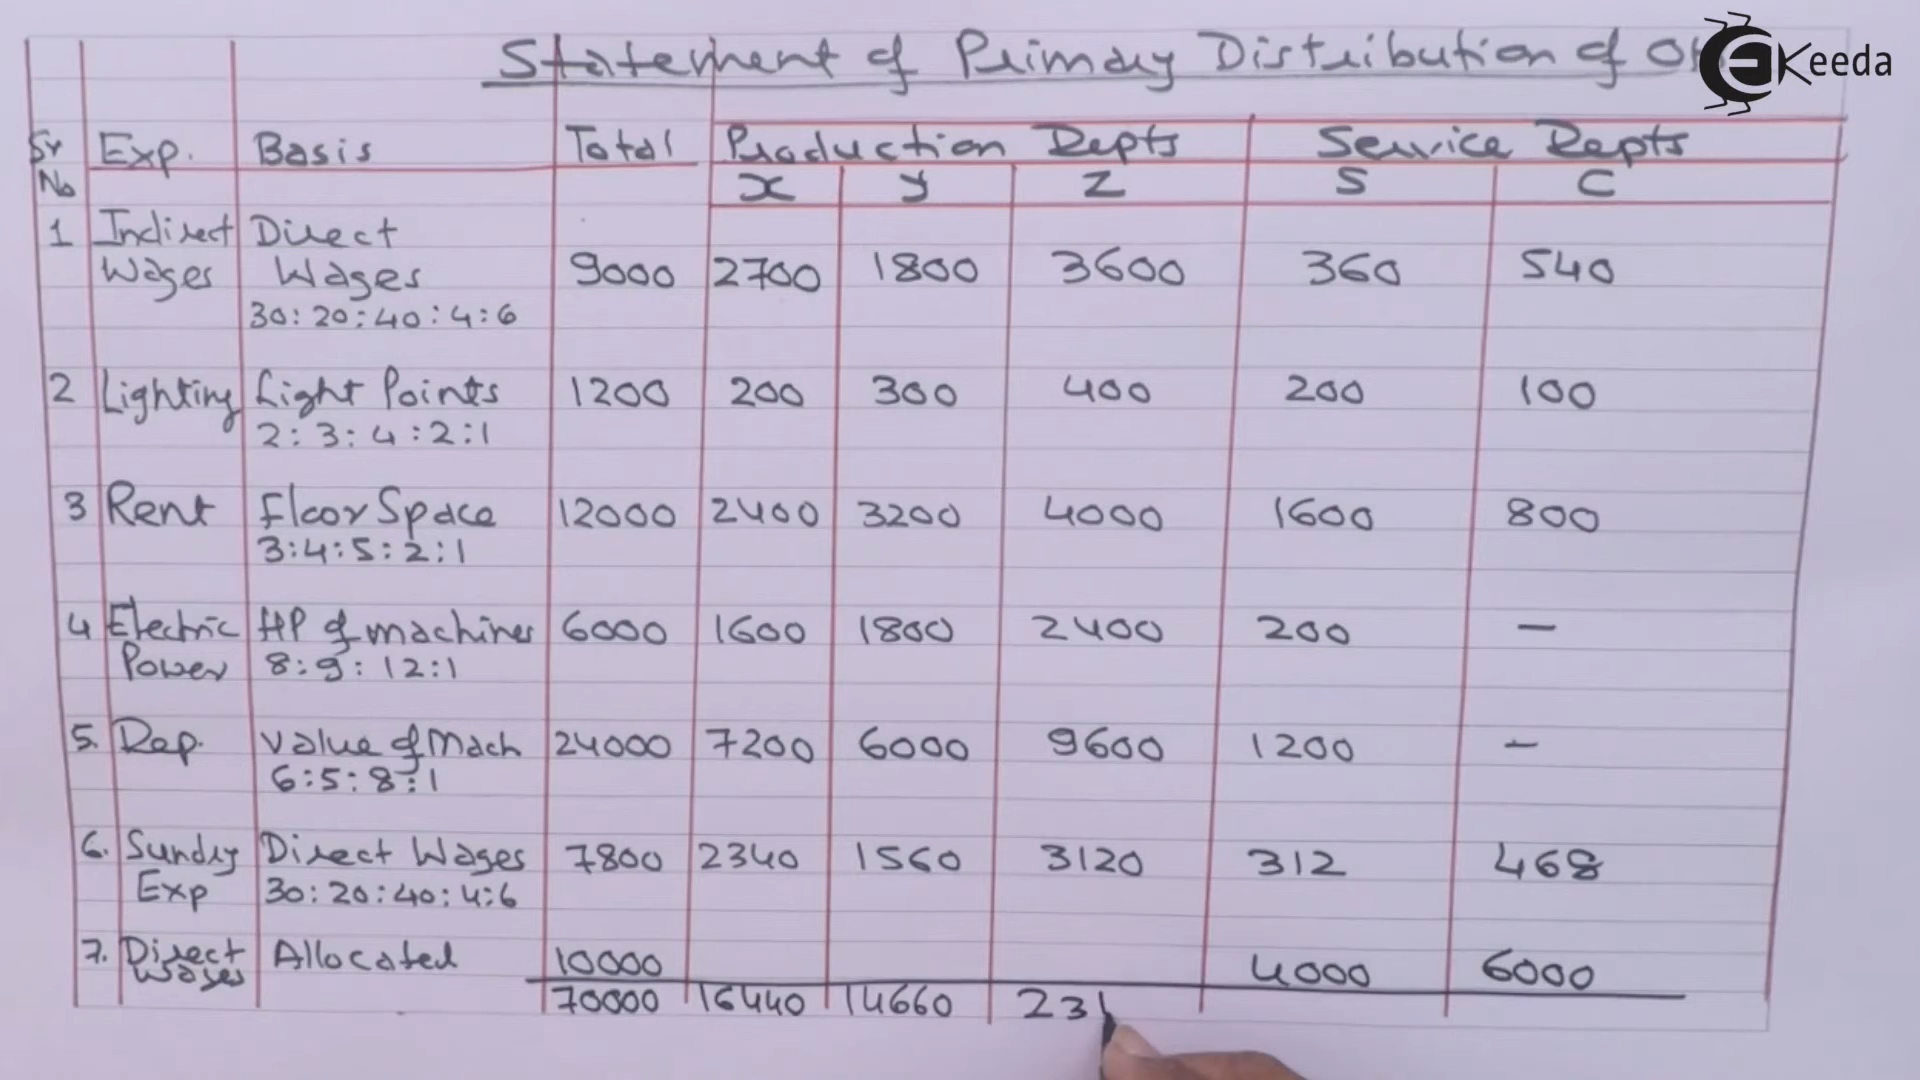 Statement of Primary Distribution of OH
Keeda
Sr No Exp. Basis Total Production Depts Service Depts
x y z S C
1 Indirect Wages Direct Wages 9000 2700 1800 3600 360 540
30:20:40:4:6
2 Lighting Light Points 1200 200 300 400 200 100
2:3:4:2:1
3 Rent Floor Space 12000 2400 3200 4000 1600 800
3:4:5:2:1
4 Electric Power HP of machines 6000 1600 1800 2400 200 -
8:9:12:1
5. Dep. Value of Mach 24000 7200 6000 9600 1200 -
6:5:8:1
6. Sundry Exp Direct Wages 7800 2340 1560 3120 312 468
30:20:40:4:6
7. Direct Wages Allocated 10000 4000 6000
70000 16440 14660 231